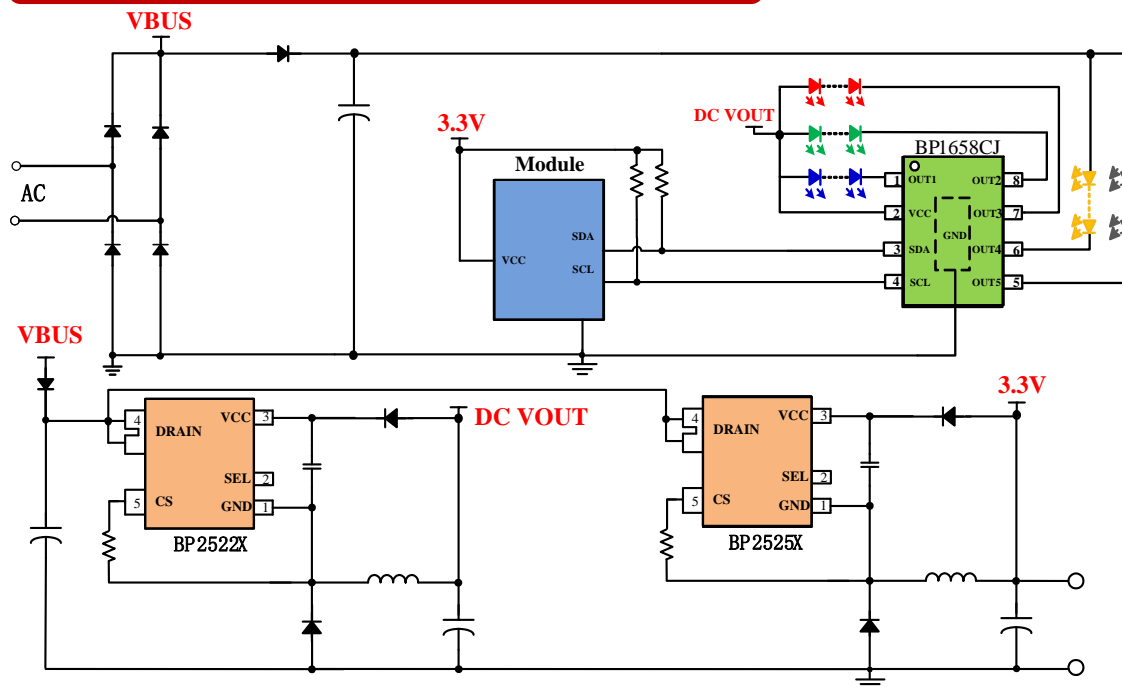 VBUS
AC
3.3V
Module
VCC
SDA
SCL
DC VOUT
BP1658CJ
1 OUT1 OUT2 8
2 VCC OUT3 7
GND
3 SDA OUT4 6
4 SCL OUT5 5
VBUS
4 DRAIN VCC 3
SEL 2
5 CS GND 1
BP2522X
DC VOUT
4 DRAIN VCC 3
SEL 2
5 CS GND 1
BP2525X
3.3V